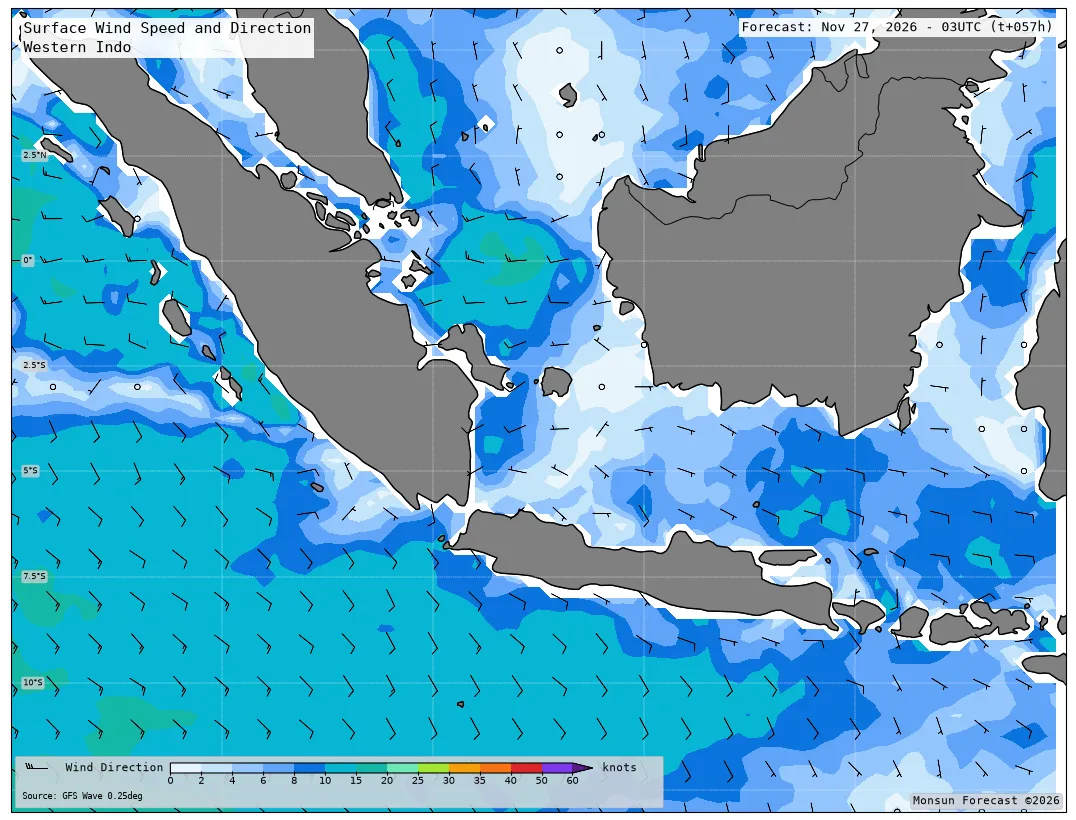 Surface Wind Speed and Direction
Western Indo
Forecast: Nov 27, 2026 - 03UTC (t+057h)
2.5°N
0°
2.5°S
5°S
7.5°S
10°S
Wind Direction
0 2 4 6 8 10 15 20 25 30 35 40 50 60
knots
Source: GFS Wave 0.25deg
Monsun Forecast ©2026